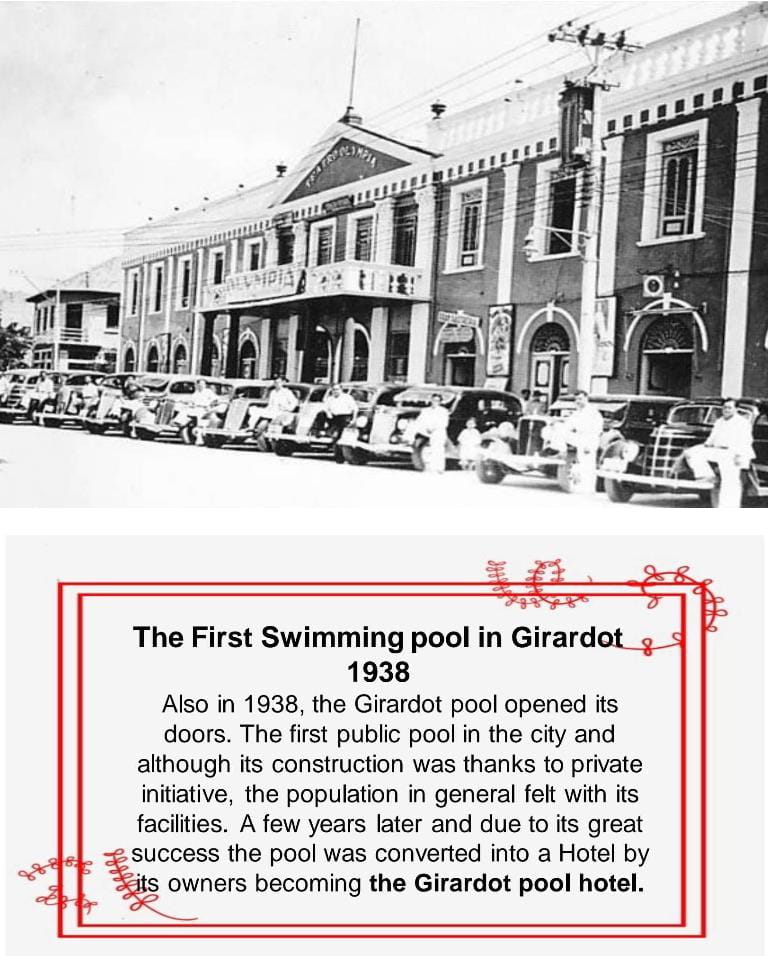 TEATRO OLYMPIA
OLYMPIA
The First Swimming pool in Girardot
1938
Also in 1938, the Girardot pool opened its
doors. The first public pool in the city and
although its construction was thanks to private
initiative, the population in general felt with its
facilities. A few years later and due to its great
success the pool was converted into a Hotel by
its owners becoming the Girardot pool hotel.